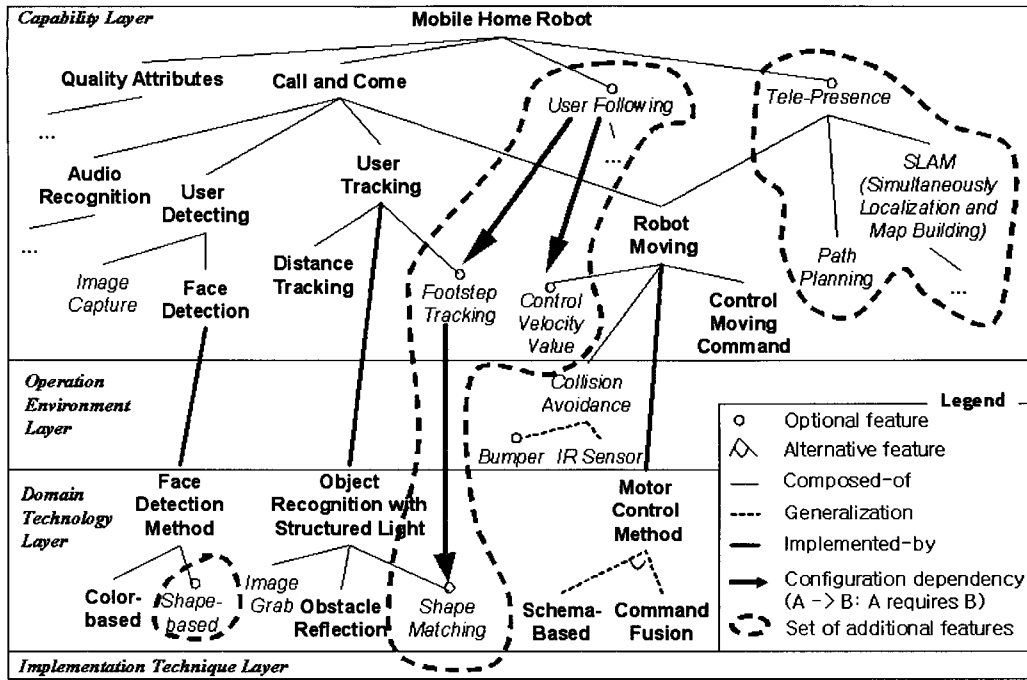 Capability Layer
Mobile Home Robot
Quality Attributes
Call and Come
User Following
Tele-Presence
...
...
Audio
Recognition
User
Detecting
User
Tracking
SLAM
(Simultaneously
Localization and
Map Building)
...
Robot
Moving
Image
Capture
Face
Detection
Distance
Tracking
Footstep
Tracking
Control
Velocity
Value
Control
Moving
Command
Path
Planning
...
Operation
Environment
Layer
Collision
Avoidance
Bumper
IR Sensor
Domain
Technology
Layer
Face
Detection
Method
Object
Recognition with
Structured Light
Motor
Control
Method
Color-
based
Shape-
based
Image
Grab
Obstacle
Reflection
Shape
Matching
Schema-
Based
Command
Fusion
Implementation Technique Layer
Legend
Optional feature
Alternative feature
Composed-of
Generalization
Implemented-by
Configuration dependency
(A -> B: A requires B)
Set of additional features